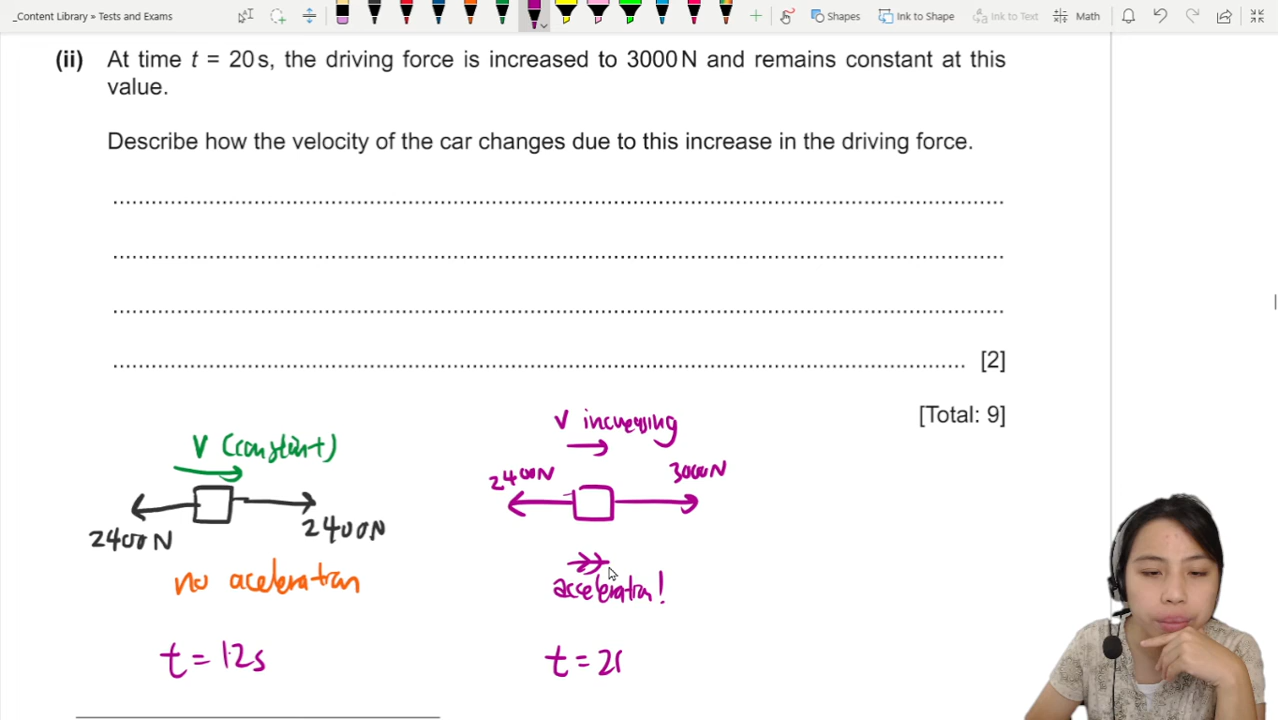 _Content Library » Tests and Exams
Shapes
Ink to Shape
Ink to Text
Math
(ii) At time t = 20 s, the driving force is increased to 3000 N and remains constant at this
value.
Describe how the velocity of the car changes due to this increase in the driving force.
[2]
[Total: 9]
V (constant)
2400N
2400N
no aceleration
t = 12s
V increasing
2400N
3000N
acceleration!
t = 20